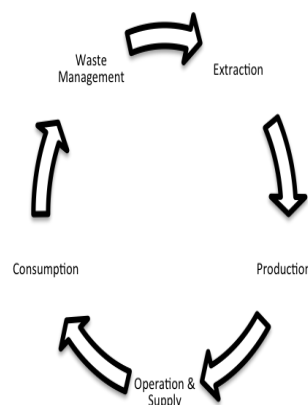 Waste
Management
Extraction
Consumption
Production
Operation &
Supply